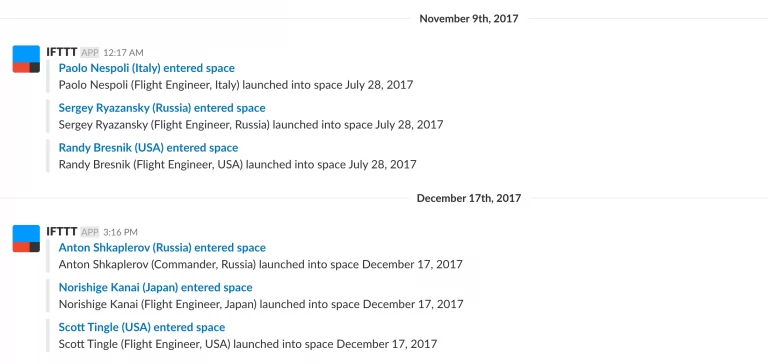 November 9th, 2017
IFTTT APP 12:17 AM
Paolo Nespoli (Italy) entered space
Paolo Nespoli (Flight Engineer, Italy) launched into space July 28, 2017
Sergey Ryazansky (Russia) entered space
Sergey Ryazansky (Flight Engineer, Russia) launched into space July 28, 2017
Randy Bresnik (USA) entered space
Randy Bresnik (Flight Engineer, USA) launched into space July 28, 2017
December 17th, 2017
IFTTT APP 3:16 PM
Anton Shkaplerov (Russia) entered space
Anton Shkaplerov (Commander, Russia) launched into space December 17, 2017
Norishige Kanai (Japan) entered space
Norishige Kanai (Flight Engineer, Japan) launched into space December 17, 2017
Scott Tingle (USA) entered space
Scott Tingle (Flight Engineer, USA) launched into space December 17, 2017